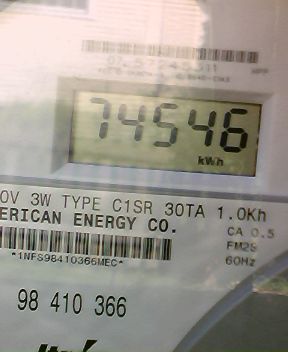 74546
kWh
0V 3W TYPE C1SR 30TA 1.0Kh
ERICAN ENERGY CO.
CA 0.5
FM2S
60Hz
*1NFS98410366MEC*
98 410 366